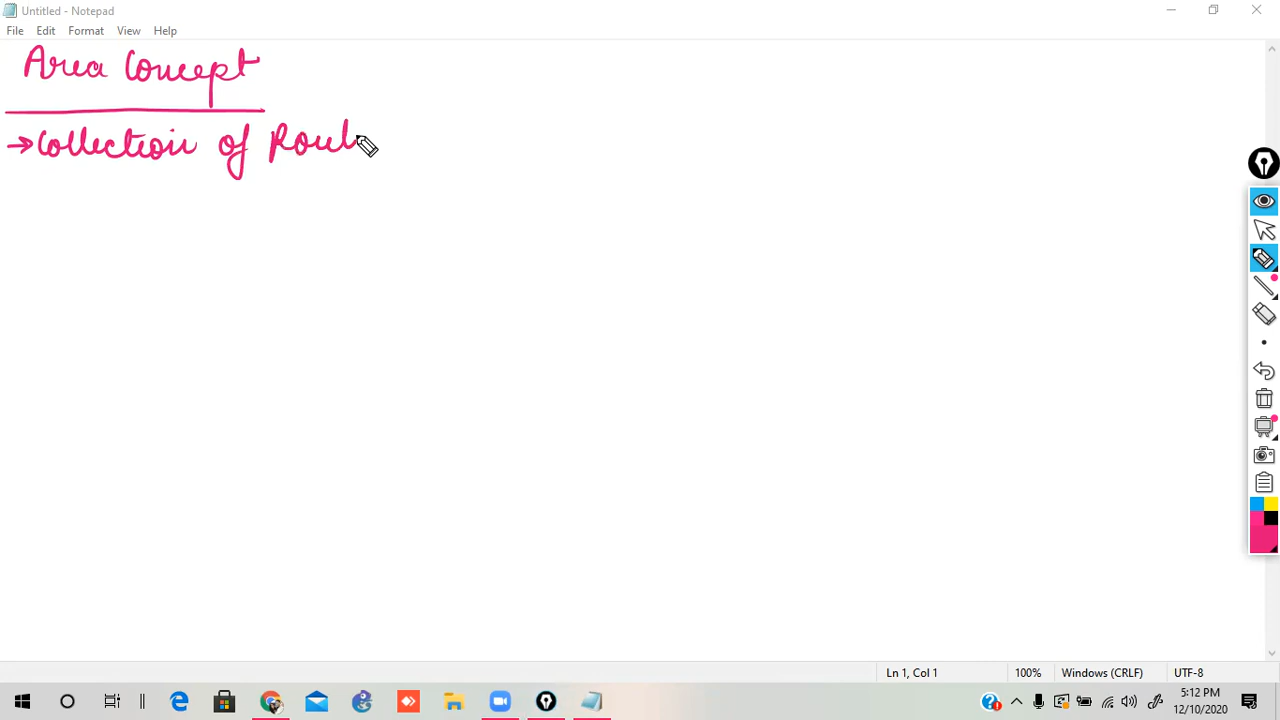 Untitled - Notepad
File Edit Format View Help
Area Concept
→Collection of Rout
Ln 1, Col 1 100% Windows (CRLF) UTF-8
5:12 PM
12/10/2020